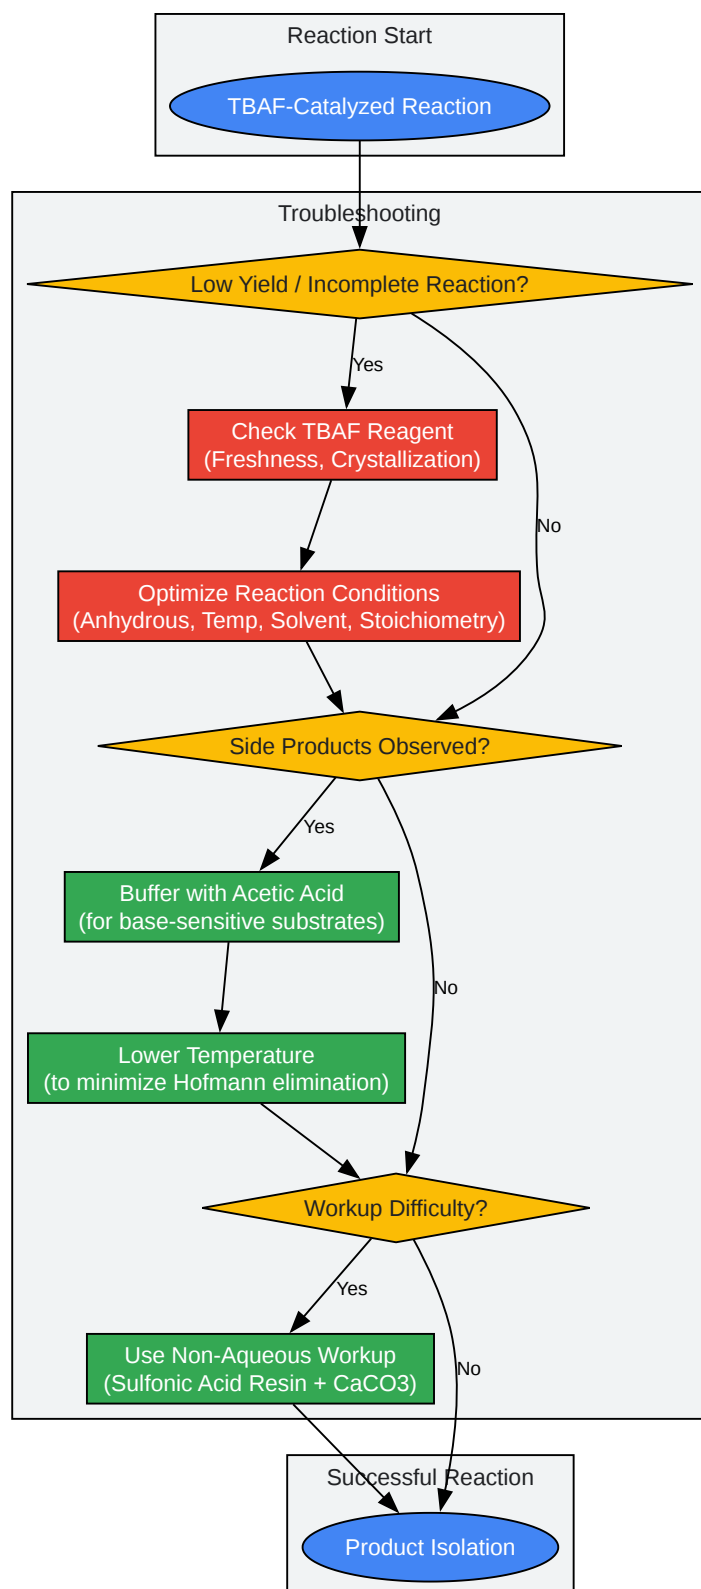 Reaction Start
TBAF-Catalyzed Reaction
Troubleshooting
Low Yield / Incomplete Reaction?
Yes
Check TBAF Reagent
(Freshness, Crystallization)
No
Optimize Reaction Conditions
(Anhydrous, Temp, Solvent, Stoichiometry)
Side Products Observed?
Yes
Buffer with Acetic Acid
(for base-sensitive substrates)
No
Lower Temperature
(to minimize Hofmann elimination)
Workup Difficulty?
Yes
Use Non-Aqueous Workup
(Sulfonic Acid Resin + CaCO3)
No
Successful Reaction
Product Isolation